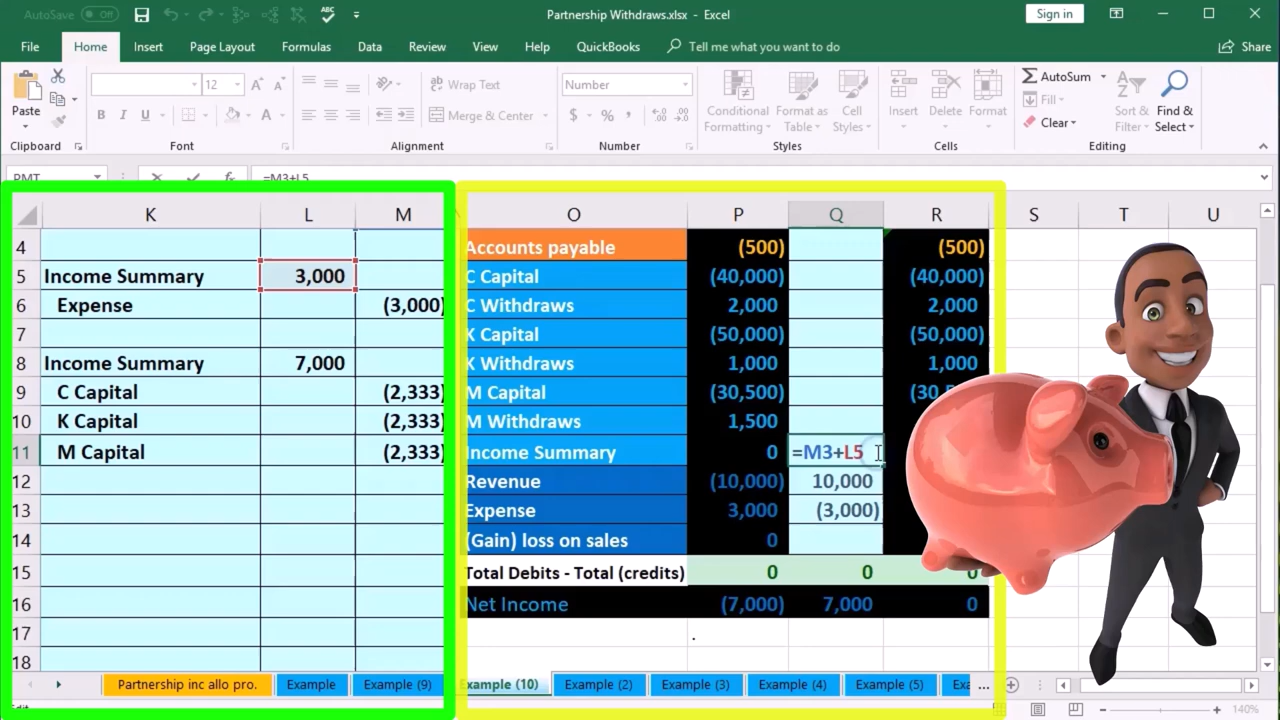 AutoSave Off Partnership Withdraws.xlsx - Excel Sign in
File Home Insert Page Layout Formulas Data Review View Help QuickBooks Tell me what you want to do Share
Paste 12 A A ab Wrap Text Number Conditional Formatting Format as Table Cell Styles Insert Delete Format AutoSum Sort & Filter Find & Select
B I U A Merge & Center $ % Fill
Clear
Clipboard Font Alignment Number Styles Cells Editing
PMT fx =M3+L5
K L M O P Q R S T U
4 Accounts payable (500) (500)
5 Income Summary 3,000 C Capital (40,000) (40,000)
6 Expense (3,000) C Withdraws 2,000 2,000
7 K Capital (50,000) (50,000)
8 Income Summary 7,000 K Withdraws 1,000 1,000
9 C Capital (2,333) M Capital (30,500)
10 K Capital (2,333) M Withdraws 1,500
11 M Capital (2,333) Income Summary 0 =M3+L5
12 Revenue (10,000) 10,000
13 Expense 3,000 (3,000)
14 (Gain) loss on sales 0
15 Total Debits - Total (credits) 0 0 0
16 Net Income (7,000) 7,000 0
17 .
18
Partnership inc allo pro. Example Example (9) Example (10) Example (2) Example (3) Example (4) Example (5) ...
140%